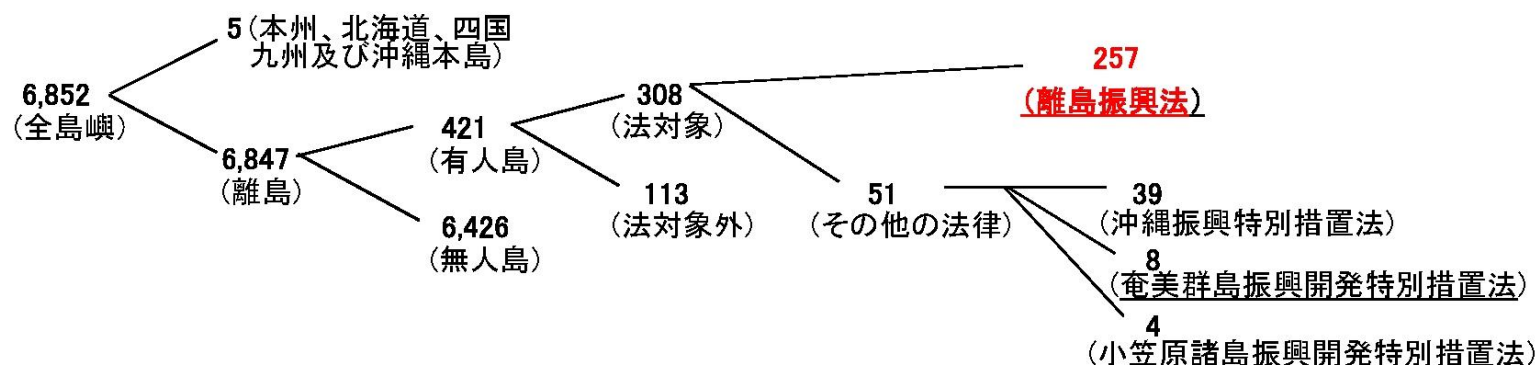 5(本州、北海道、四国
九州及び沖縄本島)
6,852
(全島嶼)
6,847
(離島)
421
(有人島)
6,426
(無人島)
308
(法対象)
113
(法対象外)
257
(離島振興法)
51
(その他の法律)
39
(沖縄振興特別措置法)
8
(奄美群島振興開発特別措置法)
4
(小笠原諸島振興開発特別措置法)